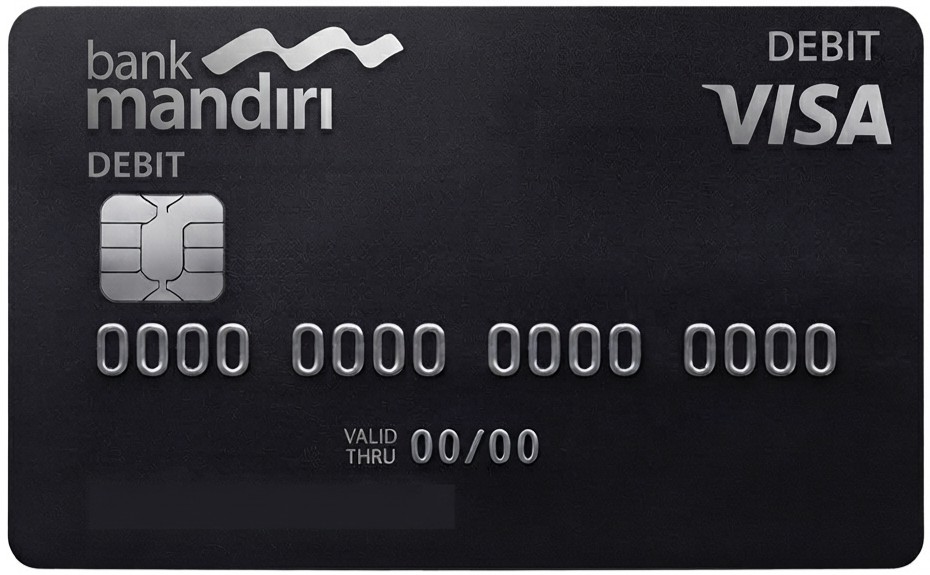 bank
mandiri
DEBIT
DEBIT
VISA
0000 0000 0000 0000
VALID
THRU 00/00